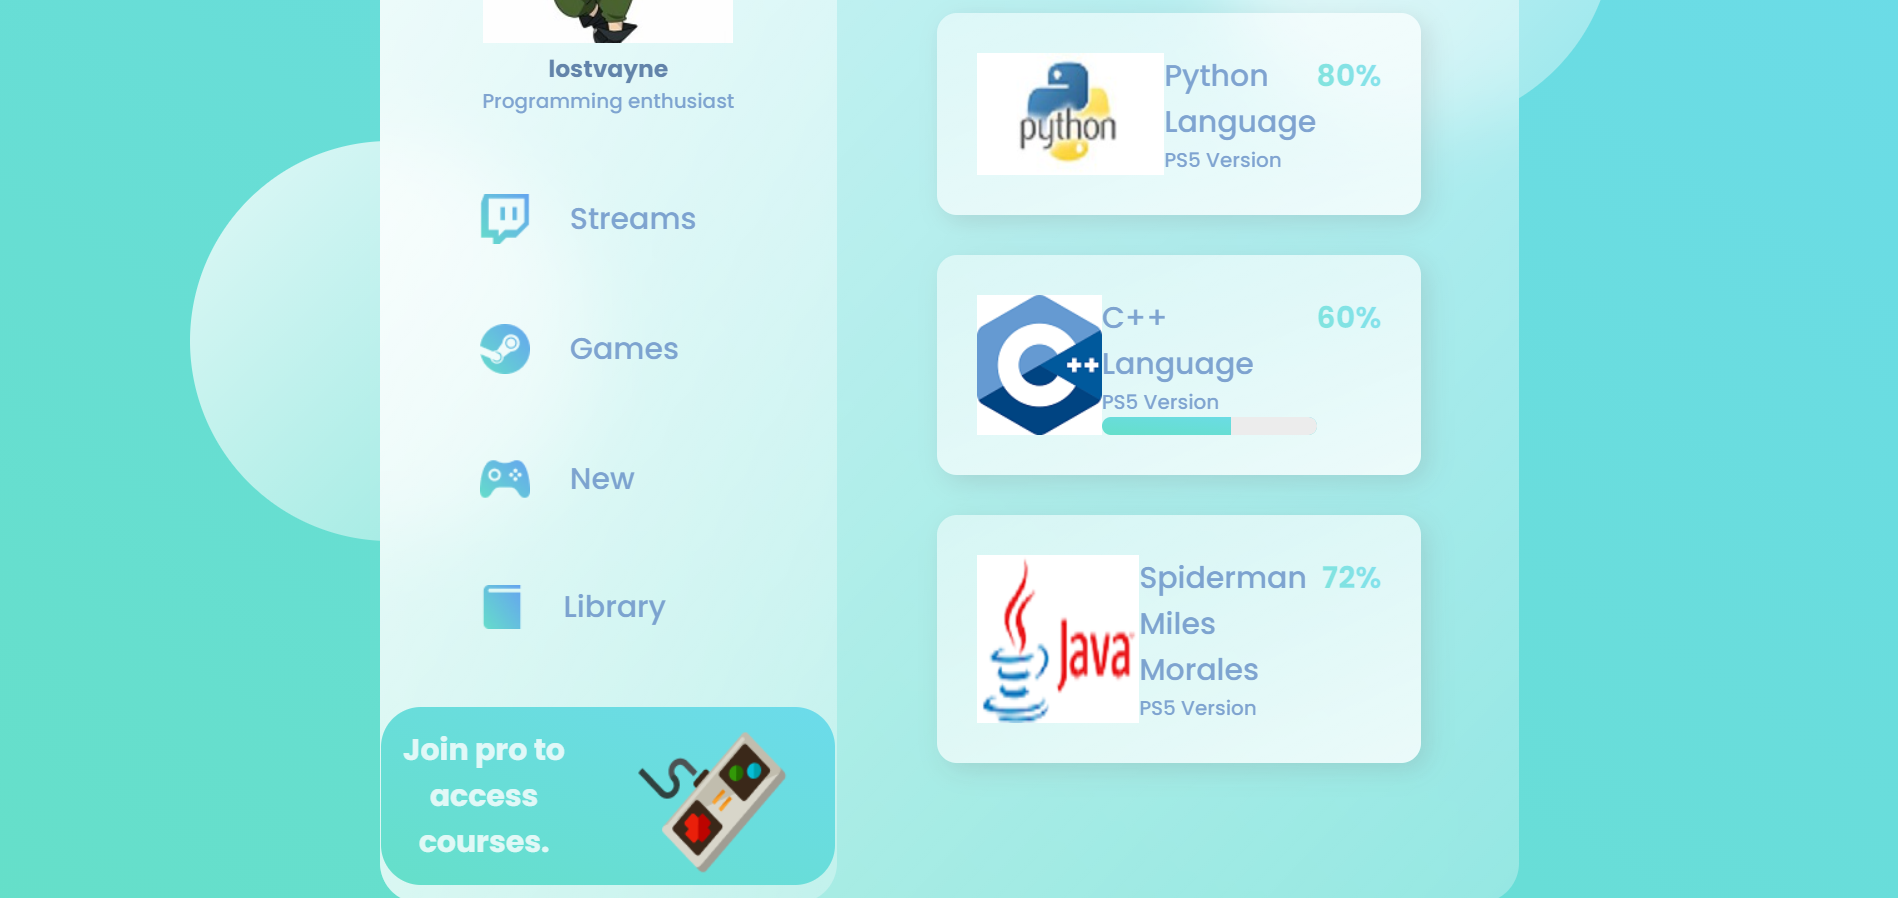 lostvayne
Programming enthusiast
Streams
Games
New
Library
Join pro to
access
courses.
python
Python
Language
PS5 Version
80%
C++
C++
Language
PS5 Version
60%
Java
Spiderman
Miles
Morales
PS5 Version
72%